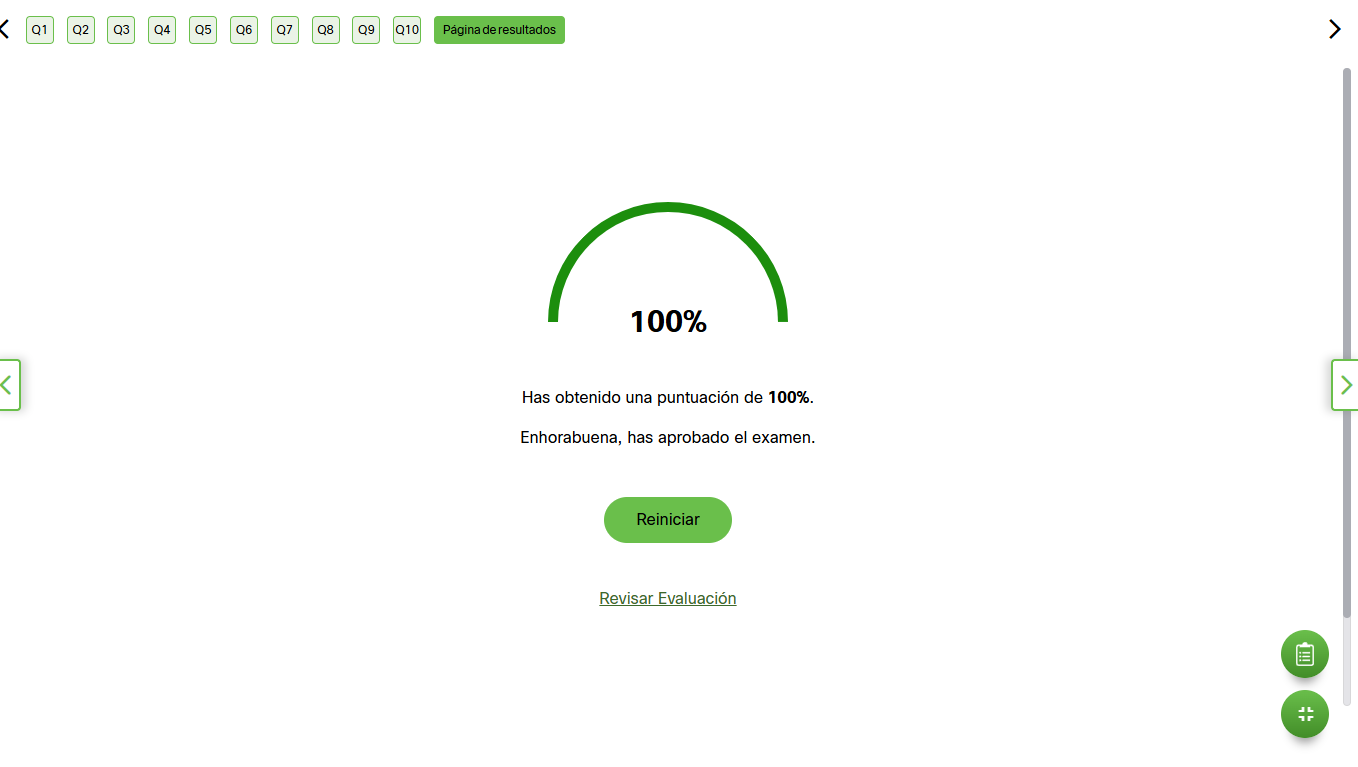 Q1 Q2 Q3 Q4 Q5 Q6 Q7 Q8 Q9 Q10 Página de resultados
100%
Has obtenido una puntuación de 100%.
Enhorabuena, has aprobado el examen.
Reiniciar
Revisar Evaluación